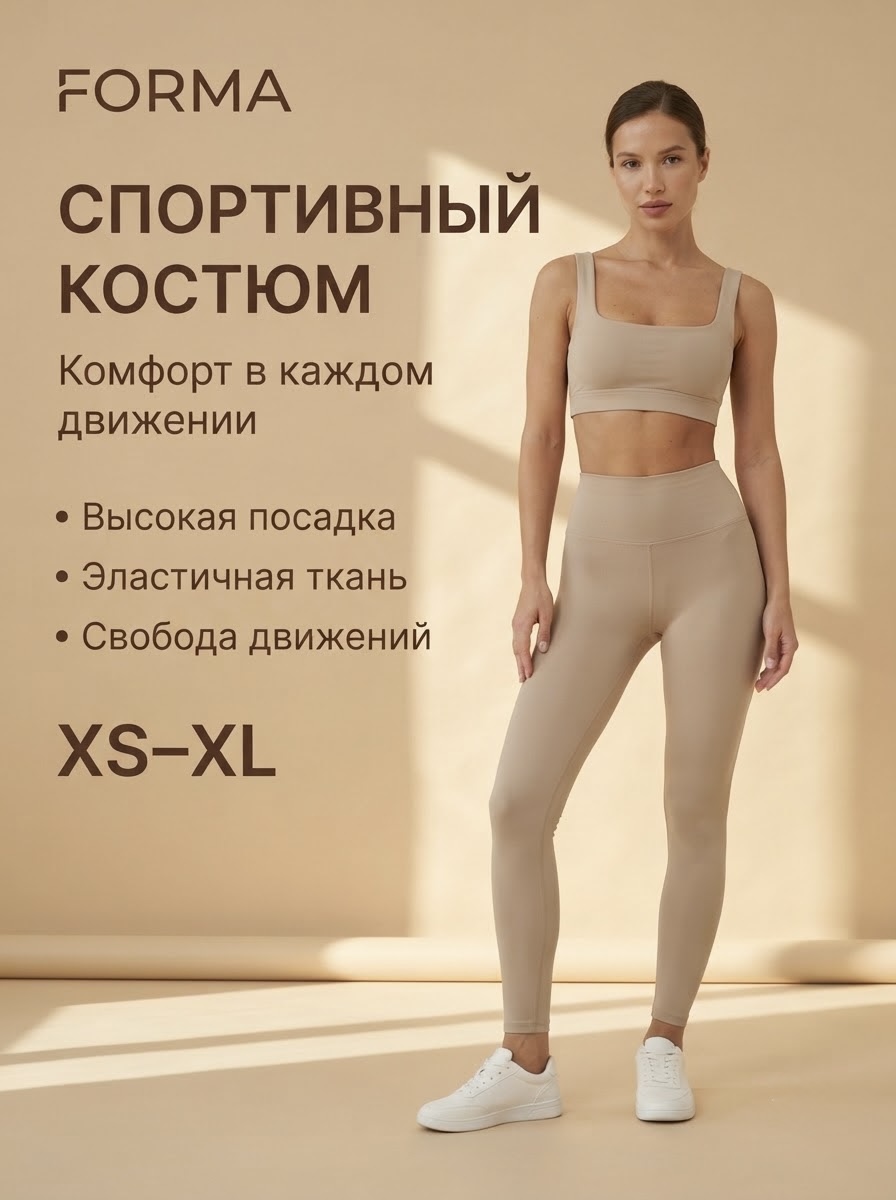 FORMA
СПОРТИВНЫЙ
КОСТЮМ
Комфорт в каждом
движении
• Высокая посадка
• Эластичная ткань
• Свобода движений
XS–XL